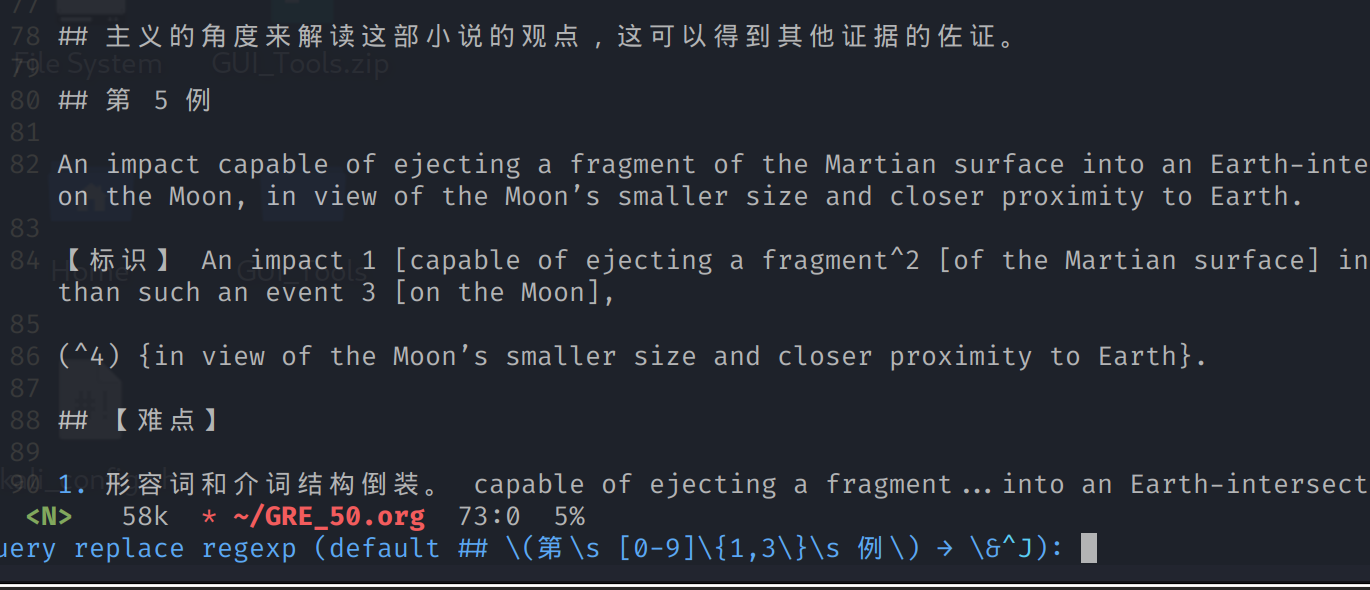 77
78 ## 主义的角度来解读这部小说的观点，这可以得到其他证据的佐证。
79
File System GUI_Tools.zip
80 ## 第 5 例
81
82 An impact capable of ejecting a fragment of the Martian surface into an Earth-inte
on the Moon, in view of the Moon’s smaller size and closer proximity to Earth.
83
84 【标识】 An impact 1 [capable of ejecting a fragment^2 [of the Martian surface] in
Home GUI_Tools
than such an event 3 [on the Moon],
85
86 (^4) {in view of the Moon’s smaller size and closer proximity to Earth}.
87
88 ## 【难点】
89
90 1. 形容词和介词结构倒装。 capable of ejecting a fragment...into an Earth-intersect
<N> 58k * ~/GRE_50.org 73:0 5%
uery replace regexp (default ## \(第\s [0-9]\{1,3\}\s 例\) → \&^J):